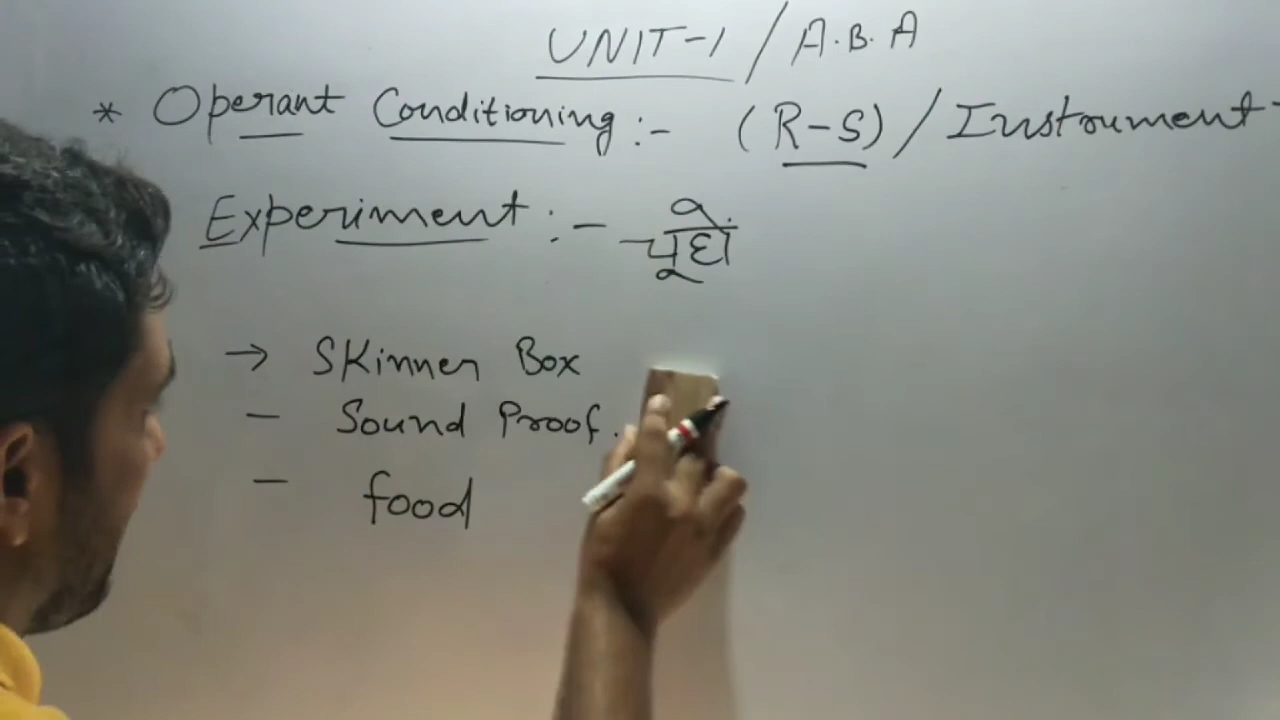 UNIT-1 / A.B.A
* Operant Conditioning :- (R-S) / Instrument
Experiment :-
→ Skinner Box
- Sound Proof.
- food